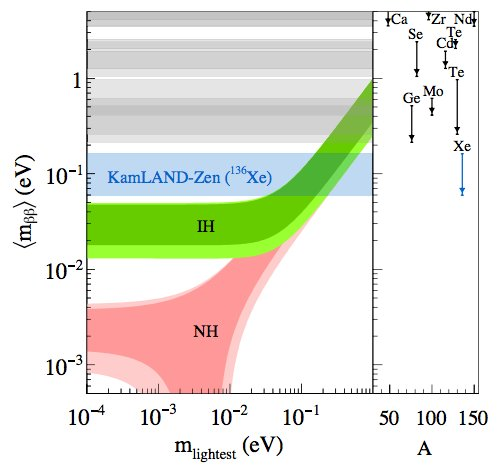 Ca Zr Nd
Se Te
Cd
Te
Ge Mo
Xe
1
10⁻¹
10⁻²
10⁻³
⟨mββ⟩ (eV)
KamLAND-Zen (¹³⁶Xe)
IH
NH
10⁻⁴ 10⁻³ 10⁻² 10⁻¹
m_lightest (eV)
50 100 150
A